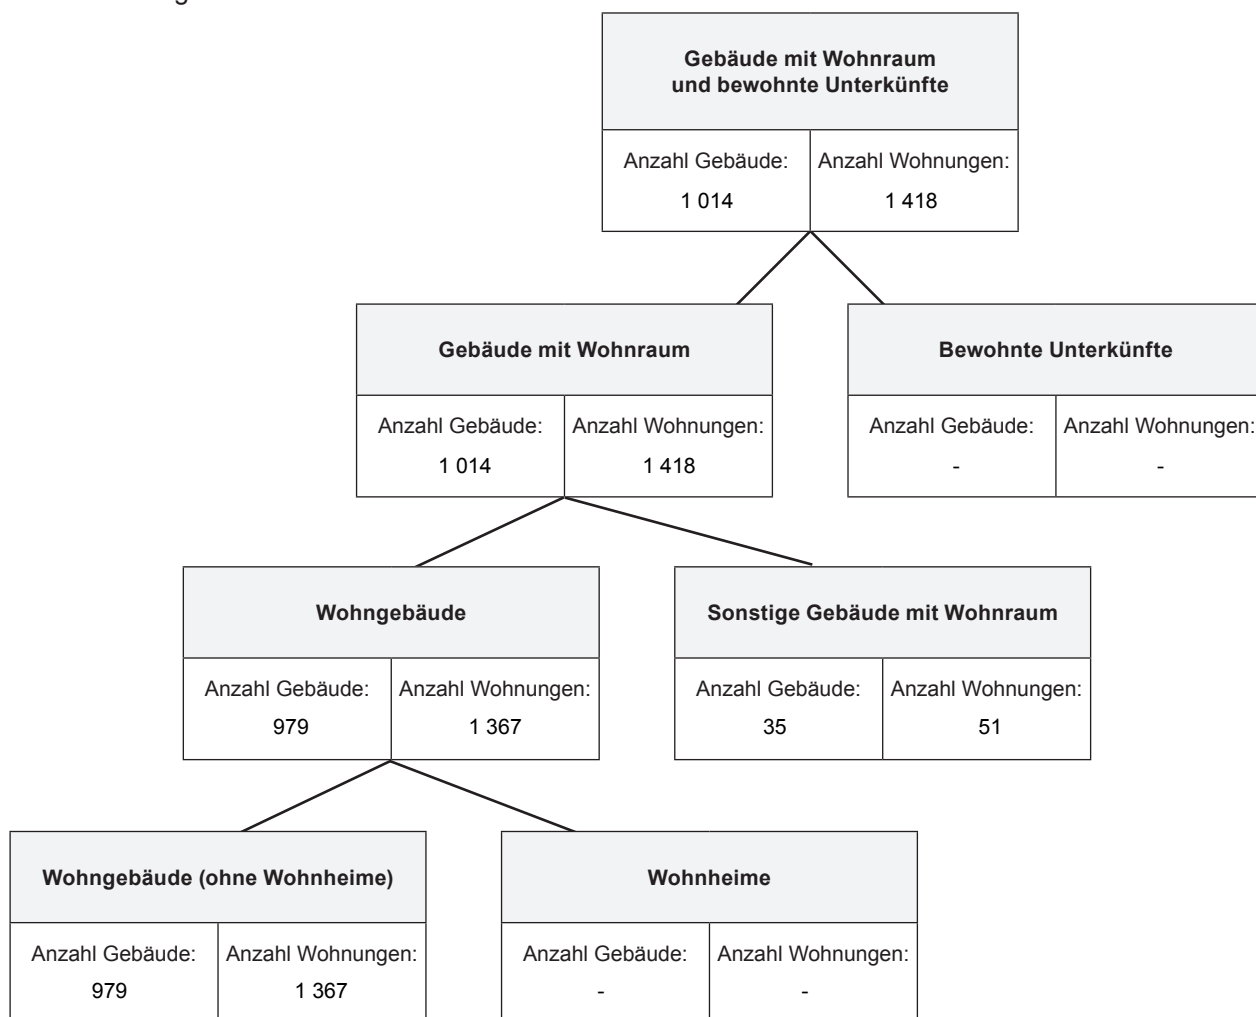 Gebäude mit Wohnraum
und bewohnte Unterkünfte
Anzahl Gebäude: Anzahl Wohnungen:
1 014 1 418
Gebäude mit Wohnraum
Anzahl Gebäude: Anzahl Wohnungen:
1 014 1 418
Bewohnte Unterkünfte
Anzahl Gebäude: Anzahl Wohnungen:
- -
Wohngebäude
Anzahl Gebäude: Anzahl Wohnungen:
979 1 367
Sonstige Gebäude mit Wohnraum
Anzahl Gebäude: Anzahl Wohnungen:
35 51
Wohngebäude (ohne Wohnheime)
Anzahl Gebäude: Anzahl Wohnungen:
979 1 367
Wohnheime
Anzahl Gebäude: Anzahl Wohnungen:
- -